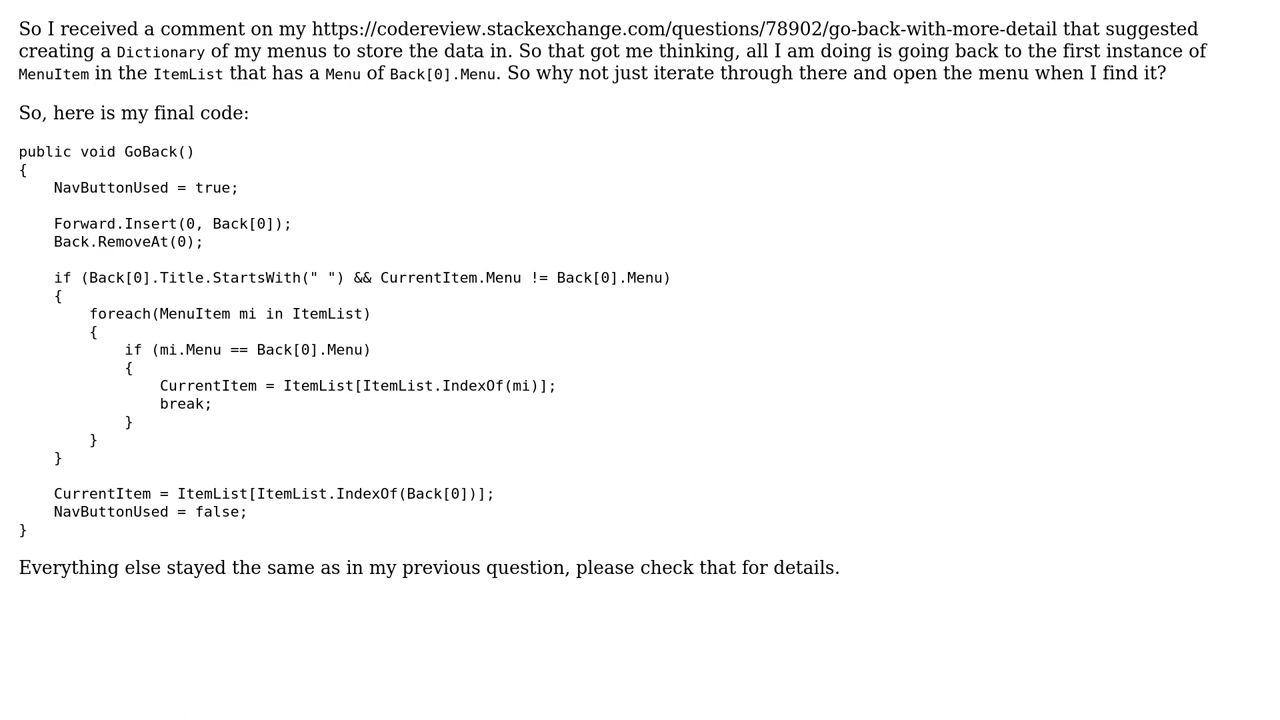 So I received a comment on my https://codereview.stackexchange.com/questions/78902/go-back-with-more-detail that suggested
creating a Dictionary of my menus to store the data in. So that got me thinking, all I am doing is going back to the first instance of
MenuItem in the ItemList that has a Menu of Back[0].Menu. So why not just iterate through there and open the menu when I find it?
So, here is my final code:
public void GoBack()
{
    NavButtonUsed = true;
    Forward.Insert(0, Back[0]);
    Back.RemoveAt(0);
    if (Back[0].Title.StartsWith(" ") && CurrentItem.Menu != Back[0].Menu)
    {
        foreach(MenuItem mi in ItemList)
        {
            if (mi.Menu == Back[0].Menu)
            {
                CurrentItem = ItemList[ItemList.IndexOf(mi)];
                break;
            }
        }
    }
    CurrentItem = ItemList[ItemList.IndexOf(Back[0])];
    NavButtonUsed = false;
}
Everything else stayed the same as in my previous question, please check that for details.